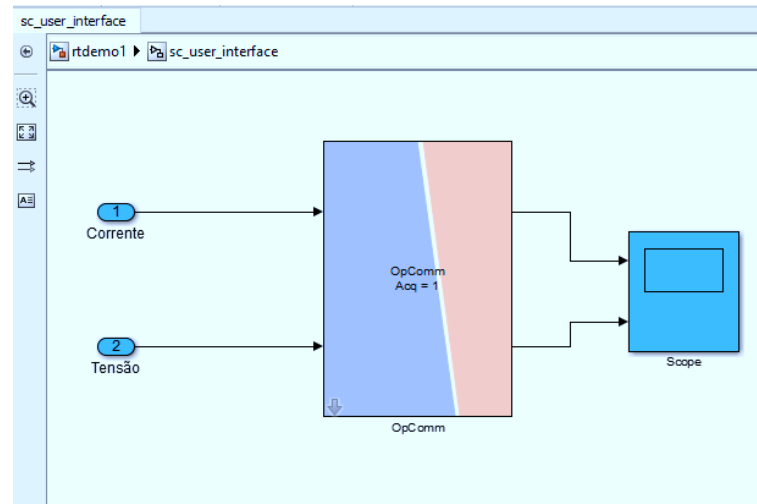 sc_user_interface
rtdemo1 sc_user_interface
1
Corrente
OpComm
Acq = 1
2
Tensão
Scope
OpComm